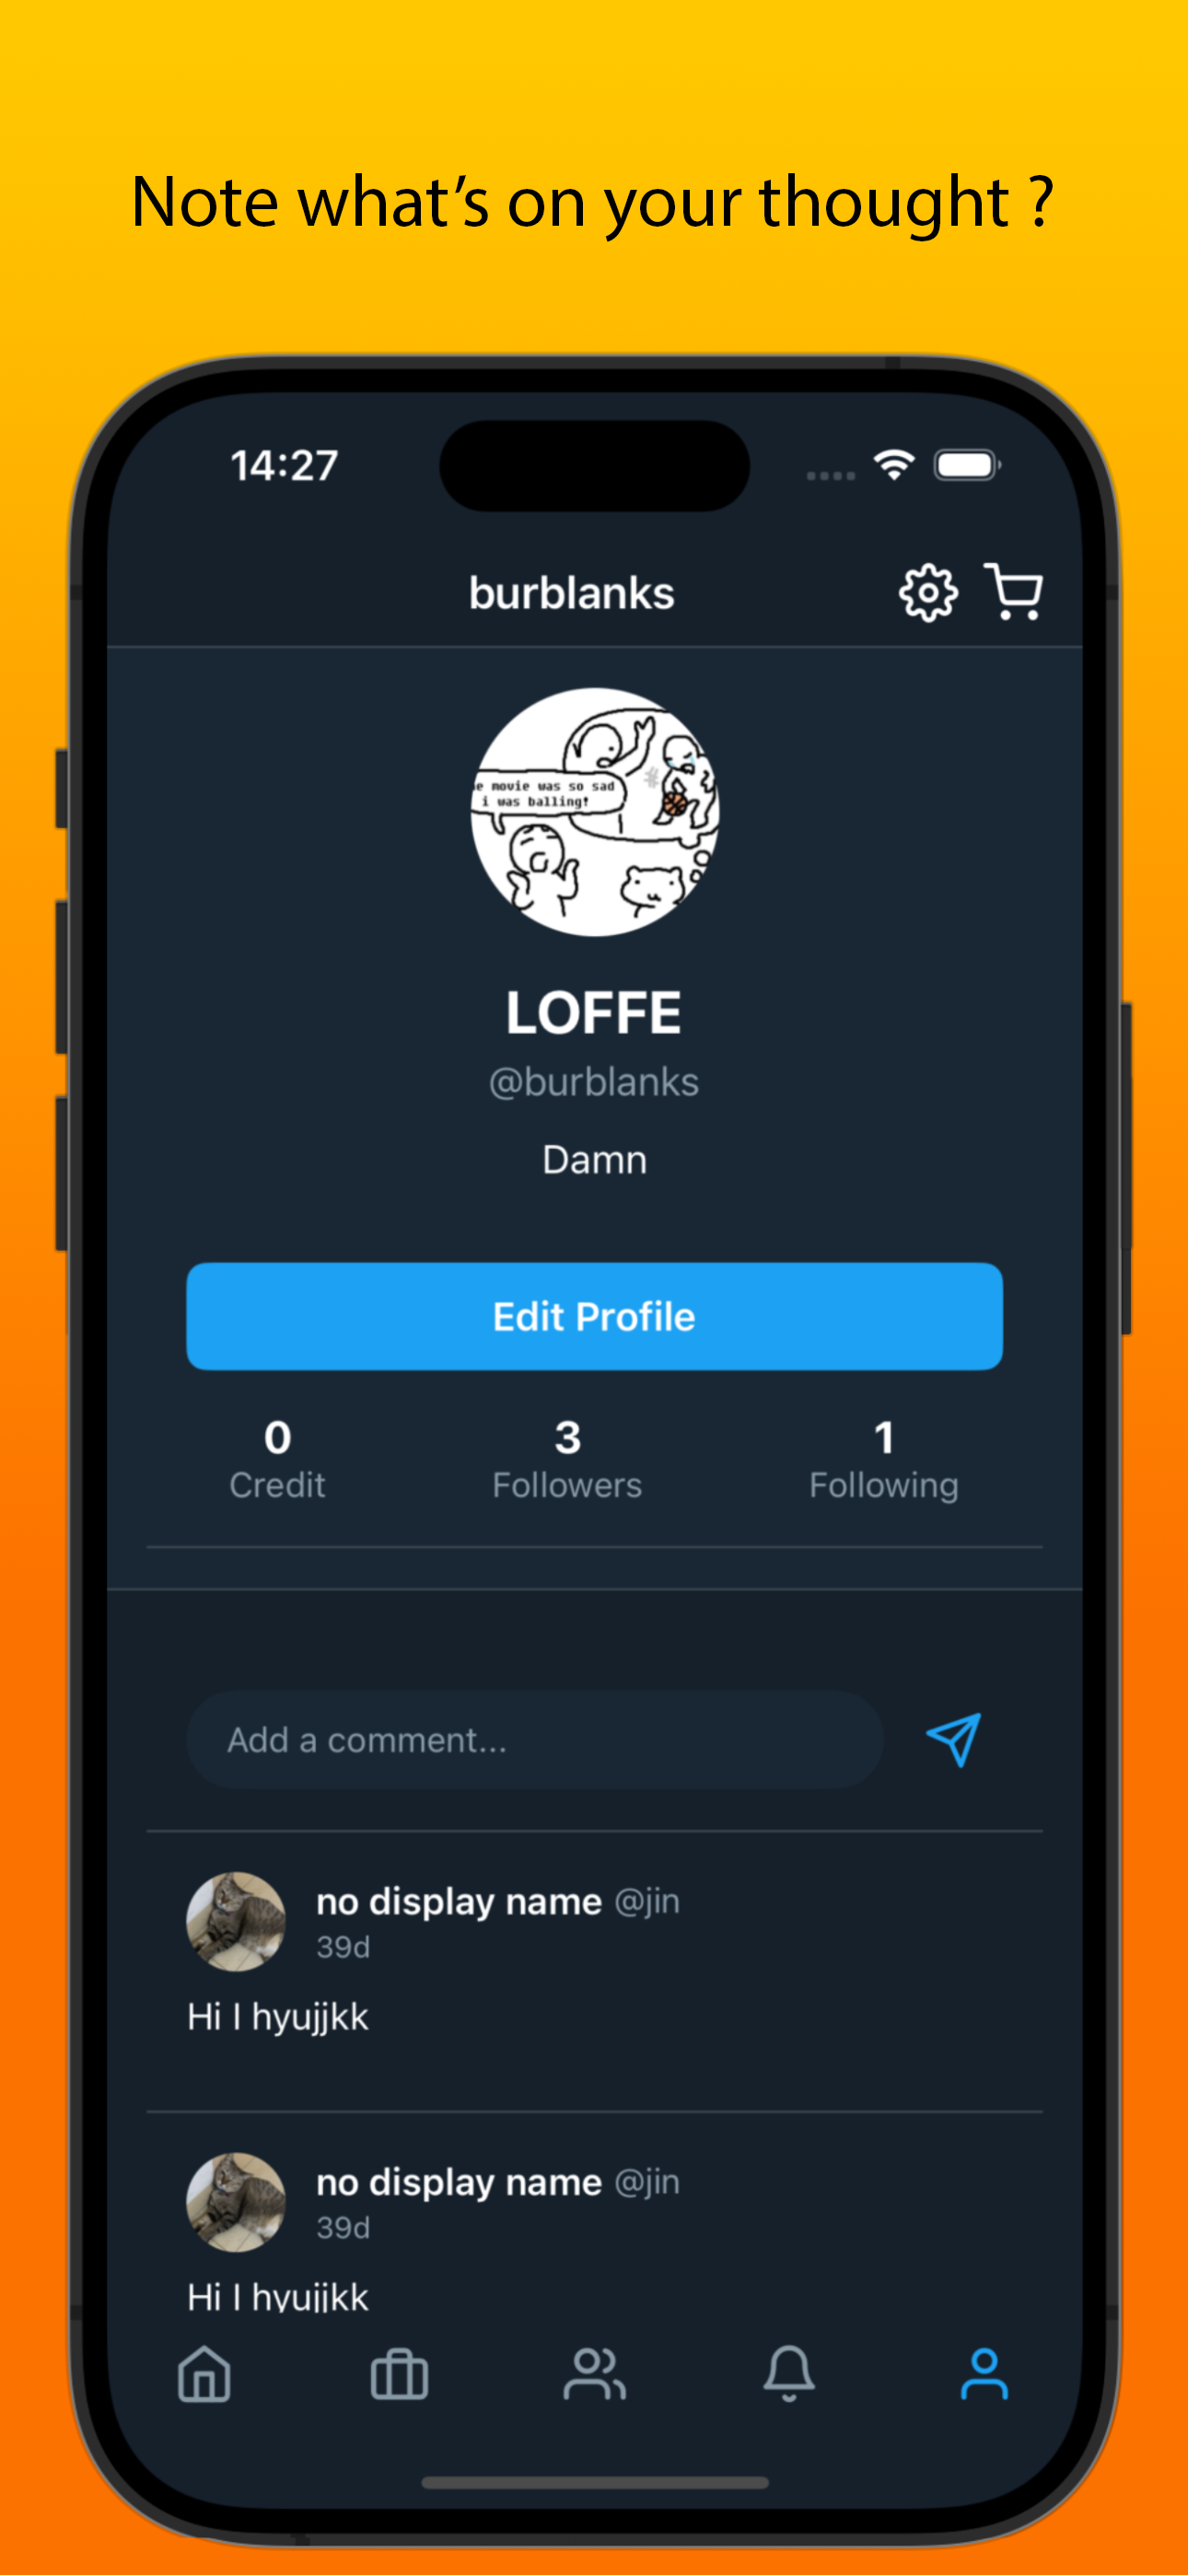 Note what’s on your thought ?
14:27
burblanks
movie was so sad
i was balling!
LOFFE
@burblanks
Damn
Edit Profile
0 3 1
Credit Followers Following
Add a comment...
no display name @jin
39d
Hi I hyujjkk
no display name @jin
39d
Hi I hyujjkk